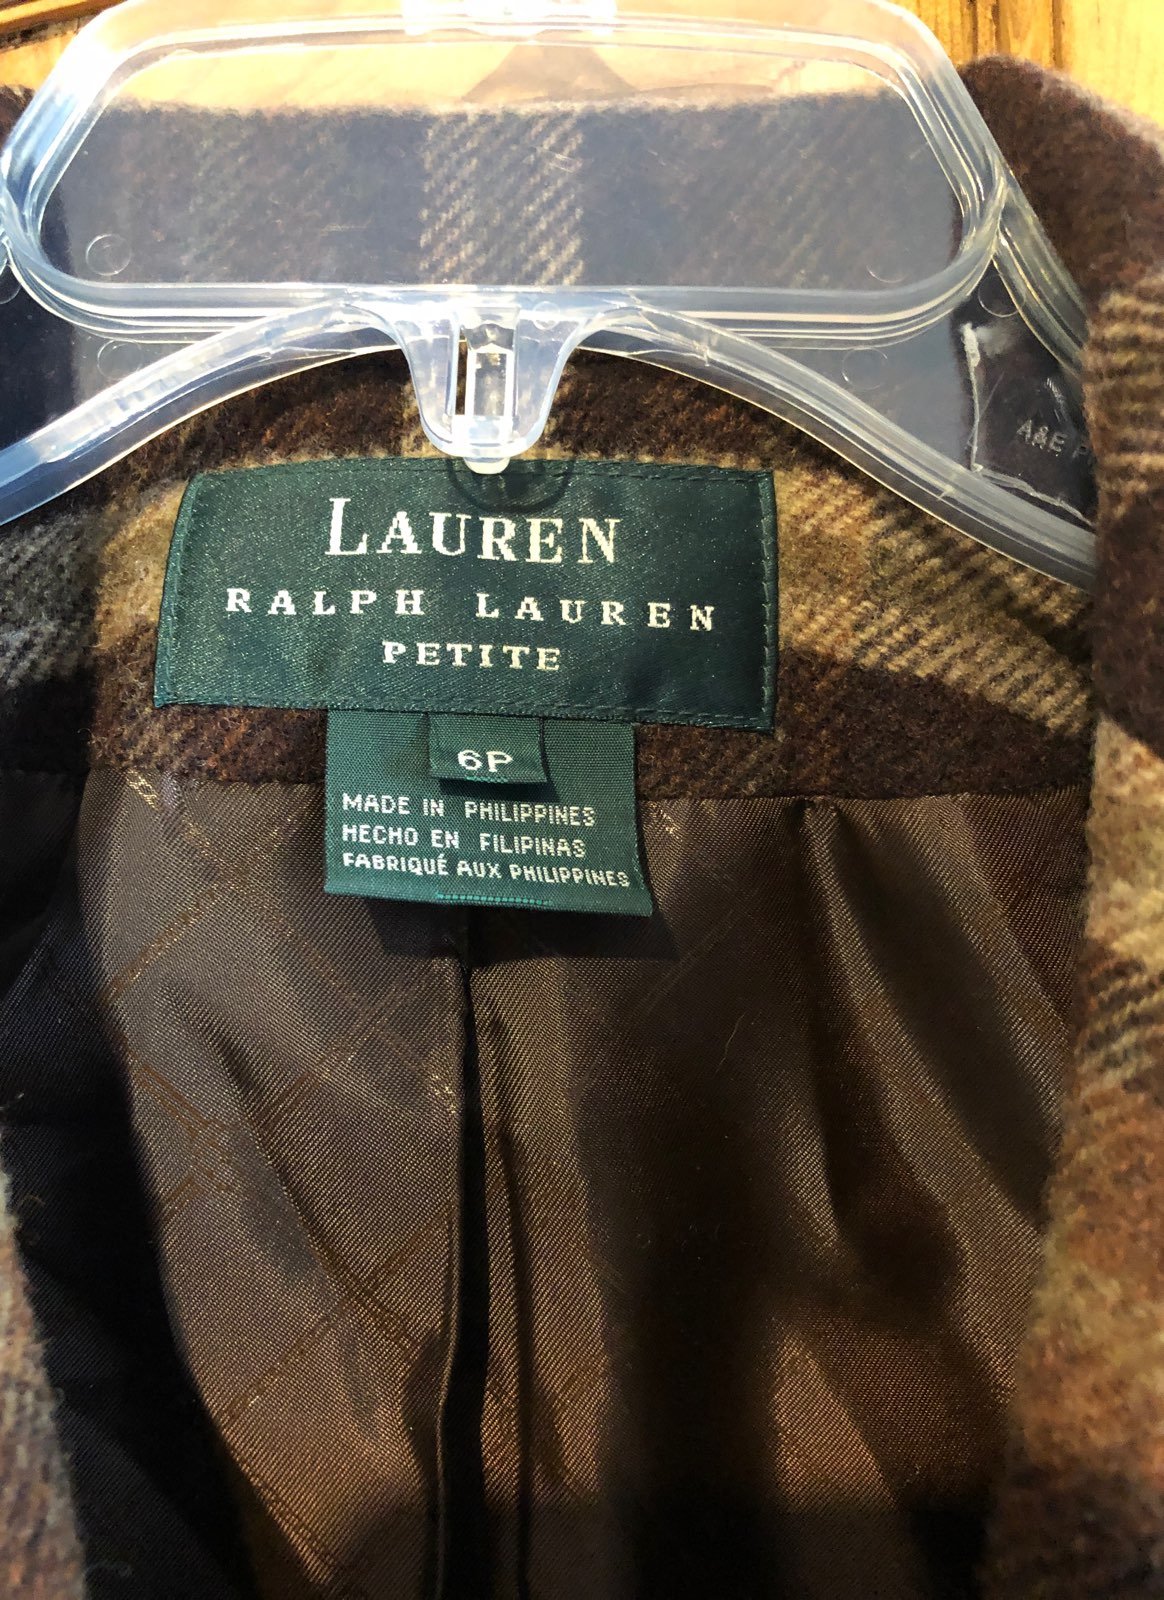 A&E
LAUREN
RALPH LAUREN
PETITE
6P
MADE IN PHILIPPINES
HECHO EN FILIPINAS
FABRIQUÉ AUX PHILIPPINES